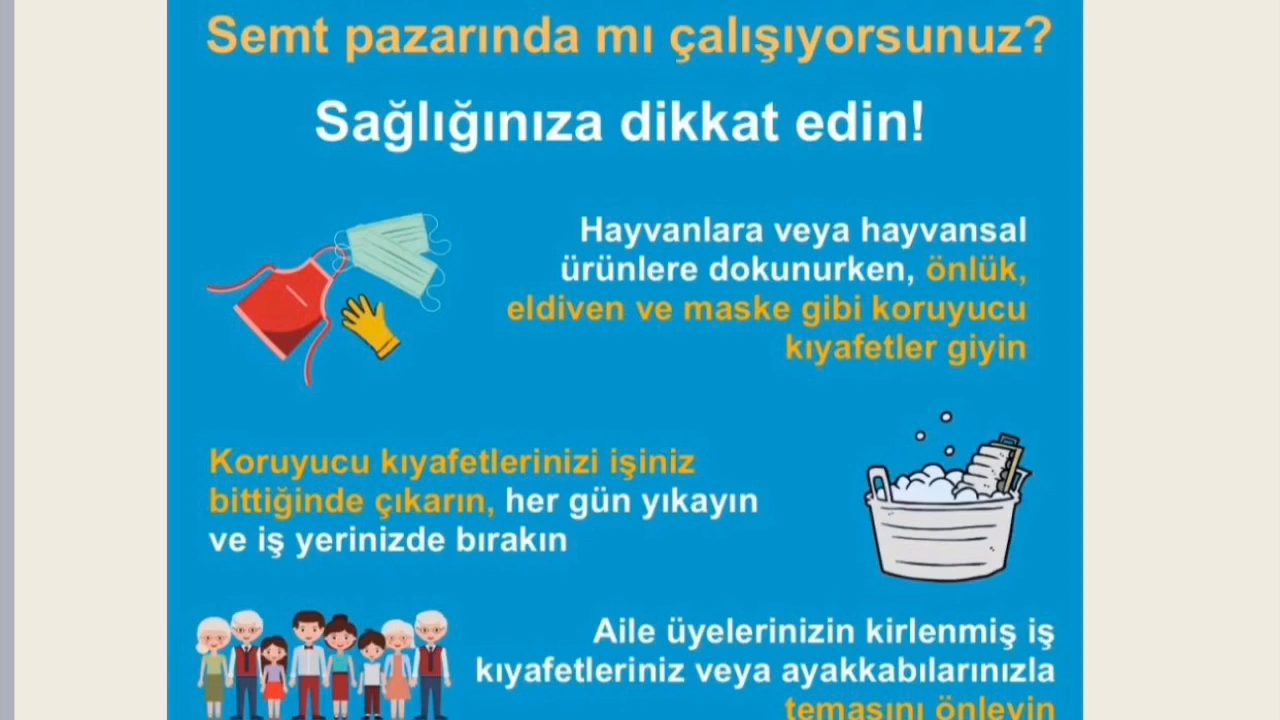 Semt pazarında mı çalışıyorsunuz?
Sağlığınıza dikkat edin!
Hayvanlara veya hayvansal
ürünlere dokunurken, önlük,
eldiven ve maske gibi koruyucu
kıyafetler giyin
Koruyucu kıyafetlerinizi işiniz
bittiğinde çıkarın, her gün yıkayın
ve iş yerinizde bırakın
Aile üyelerinizin kirlenmiş iş
kıyafetleriniz veya ayakkabılarınızla
temasını önleyin